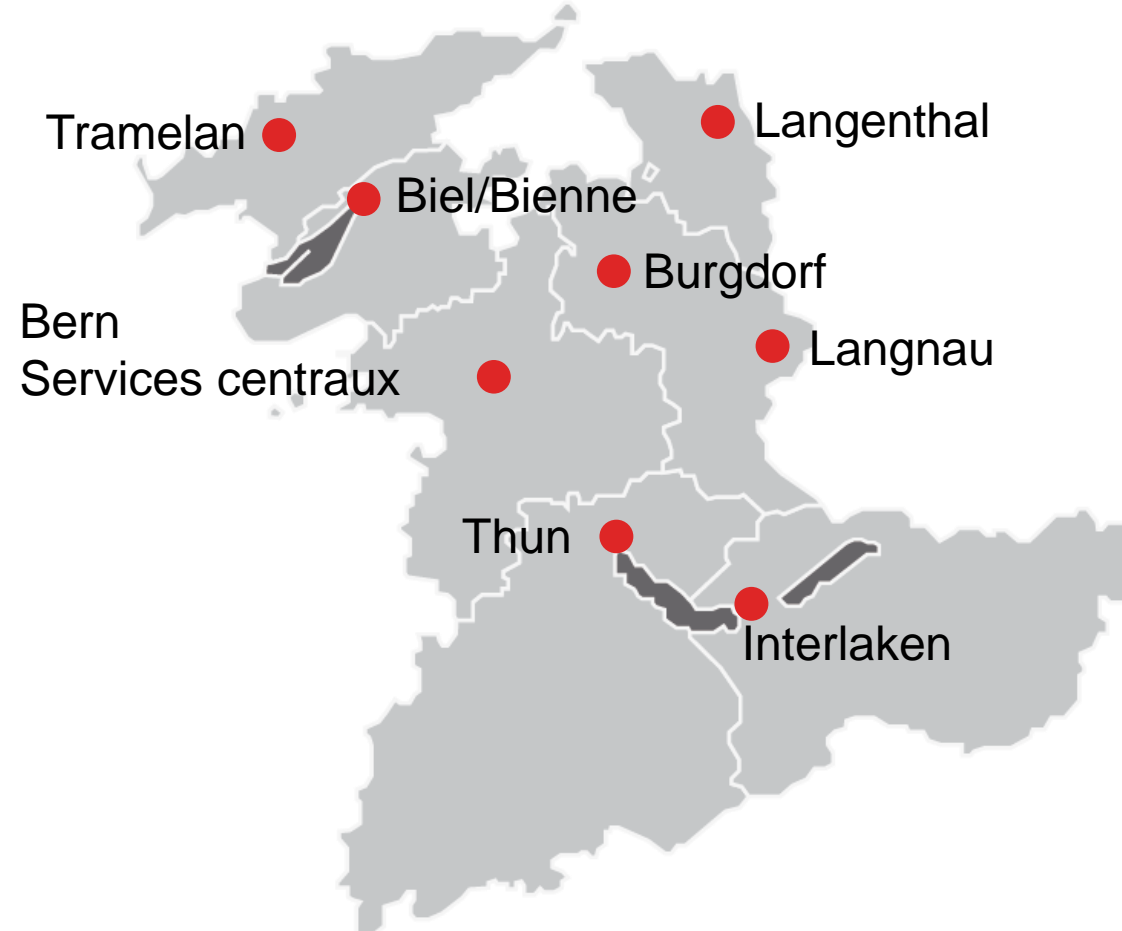 Langenthal
Tramelan
Biel/Bienne
Burgdorf
Bern
Services centraux
Langnau
Thun
Interlaken